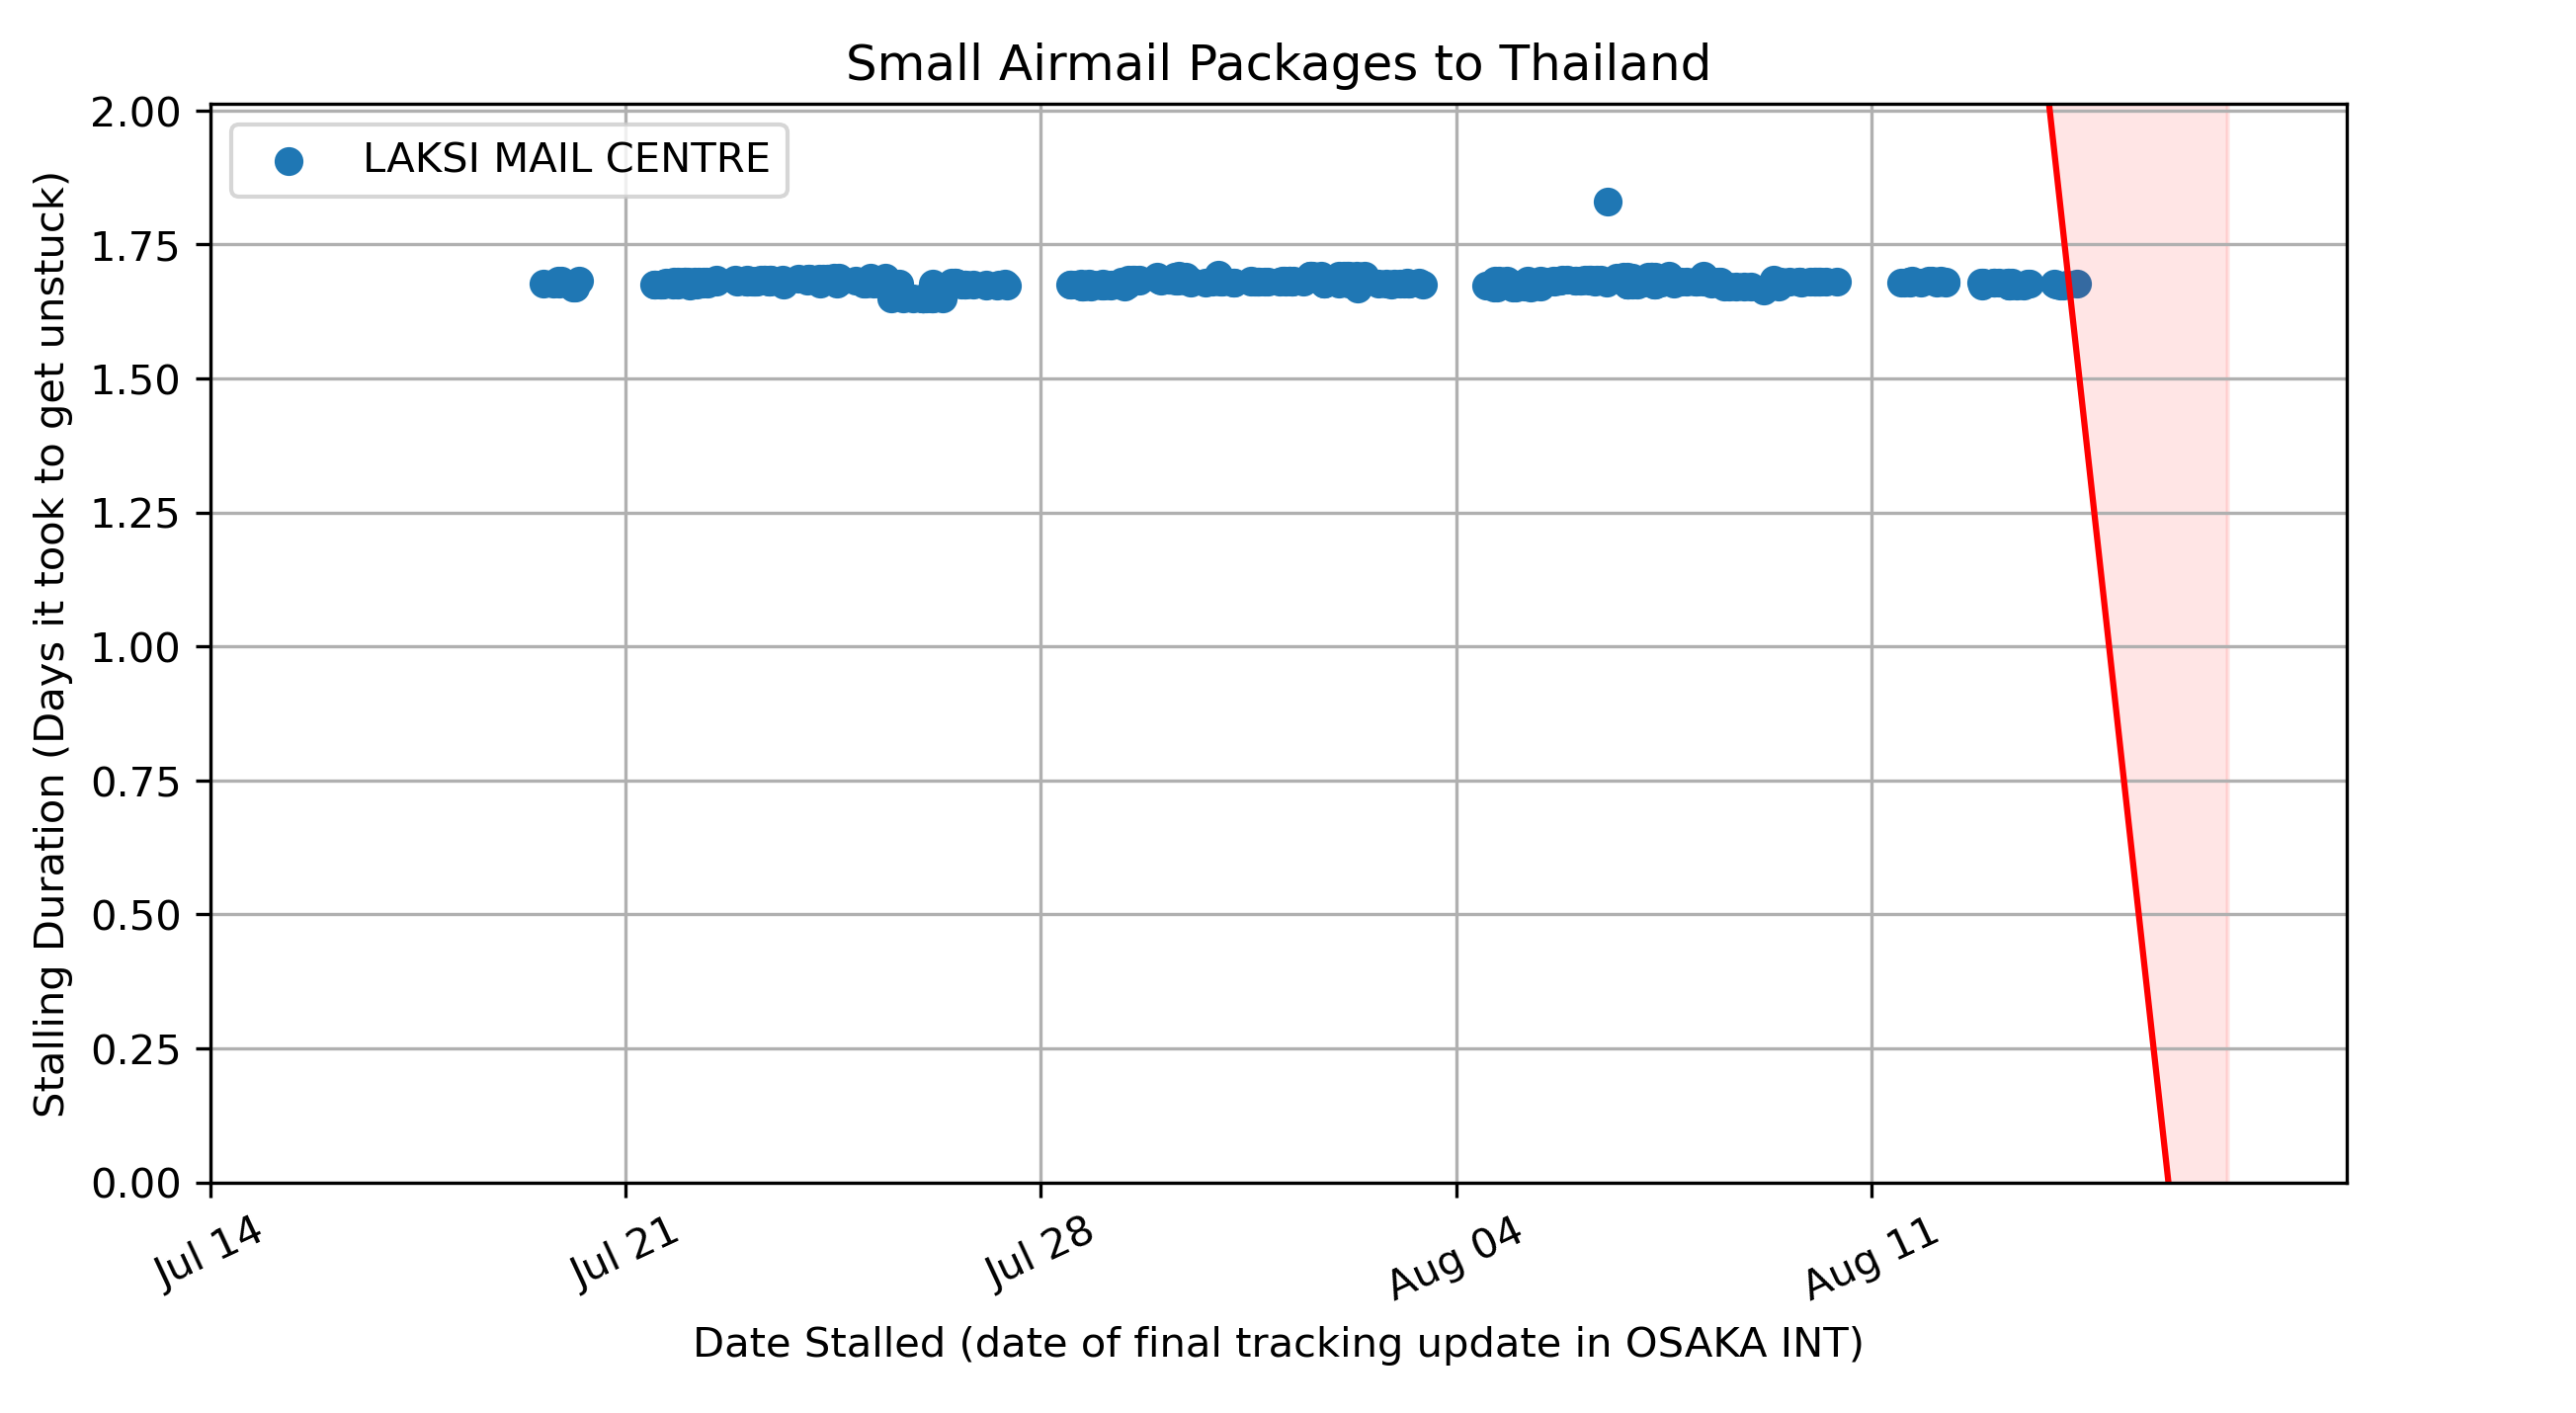 Small Airmail Packages to Thailand
LAKSI MAIL CENTRE
Stalling Duration (Days it took to get unstuck)
2.00
1.75
1.50
1.25
1.00
0.75
0.50
0.25
0.00
Jul 14
Jul 21
Jul 28
Aug 04
Aug 11
Date Stalled (date of final tracking update in OSAKA INT)